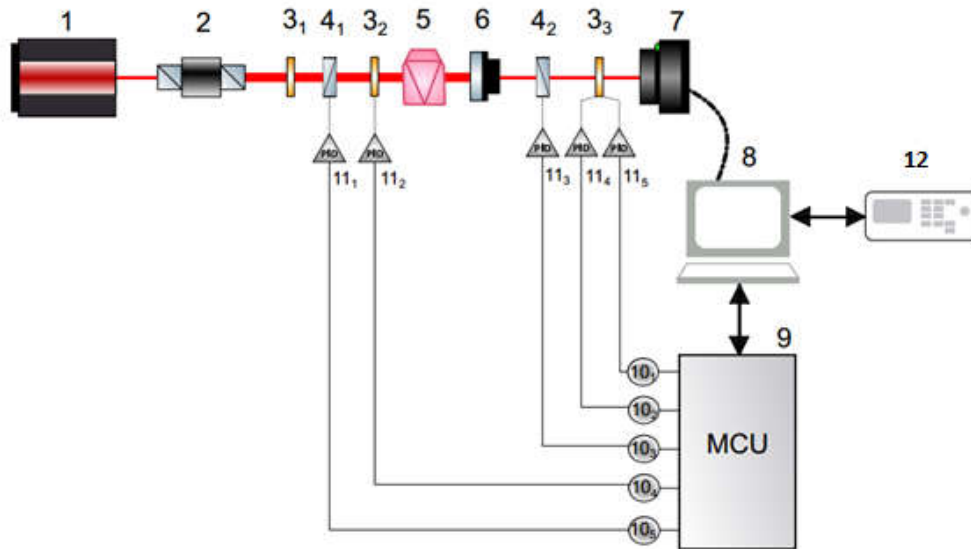 1 2 3₁ 4₁ 3₂ 5 6 4₂ 3₃ 7
PID PID PID PID PID
11₁ 11₂ 11₃ 11₄ 11₅ 8 12
9
10₁
10₂
MCU
10₃
10₄
10₅